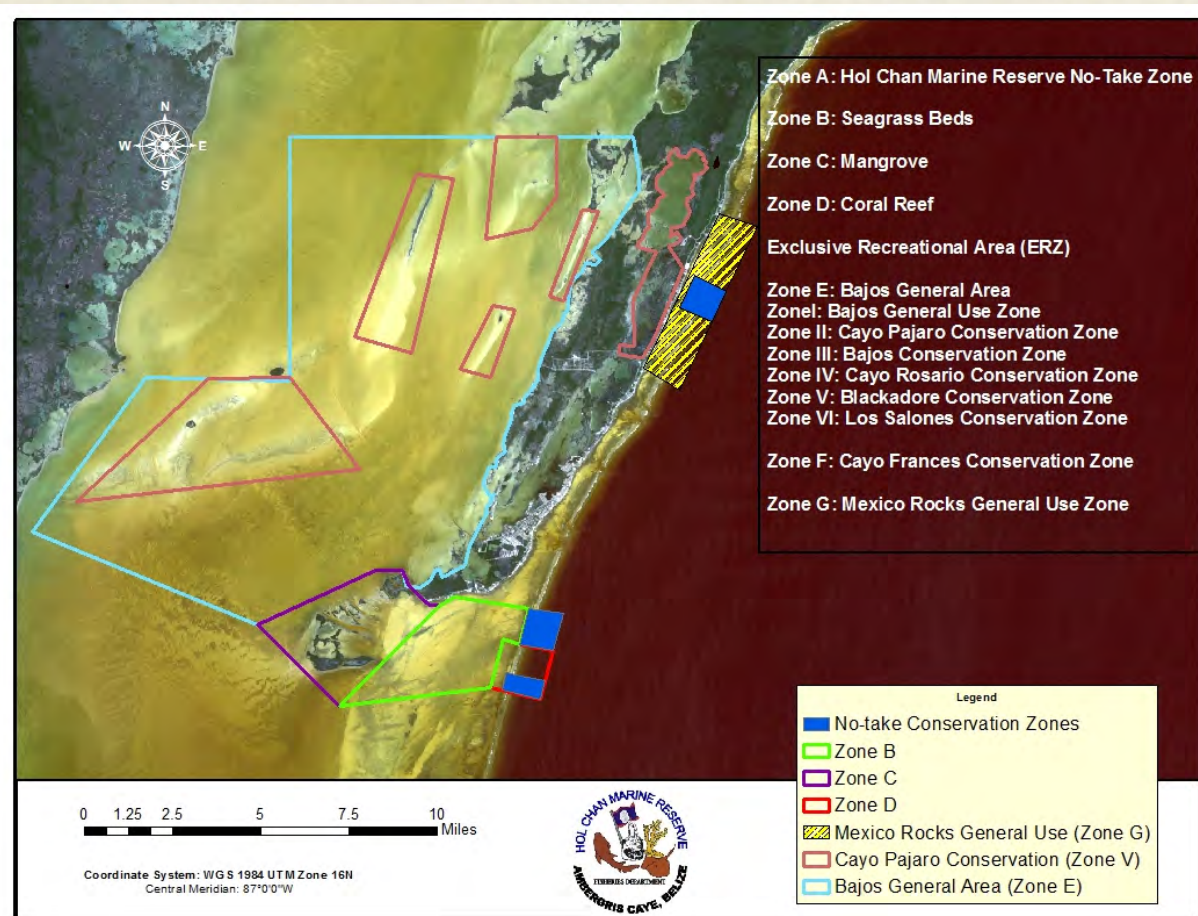 N
W E
S
Zone A: Hol Chan Marine Reserve No-Take Zone
Zone B: Seagrass Beds
Zone C: Mangrove
Zone D: Coral Reef
Exclusive Recreational Area (ERZ)
Zone E: Bajos General Area
ZoneI: Bajos General Use Zone
Zone II: Cayo Pajaro Conservation Zone
Zone III: Bajos Conservation Zone
Zone IV: Cayo Rosario Conservation Zone
Zone V: Blackadore Conservation Zone
Zone VI: Los Salones Conservation Zone
Zone F: Cayo Frances Conservation Zone
Zone G: Mexico Rocks General Use Zone
Legend
No-take Conservation Zones
Zone B
Zone C
Zone D
Mexico Rocks General Use (Zone G)
Cayo Pajaro Conservation (Zone V)
Bajos General Area (Zone E)
0 1.25 2.5 5 7.5 10
Miles
Coordinate System: WGS 1984 UTM Zone 16N
Central Meridian: 87°0'0"W
HOL CHAN MARINE RESERVE
FISHERIES DEPARTMENT
AMBERGRIS CAYE, BELIZE